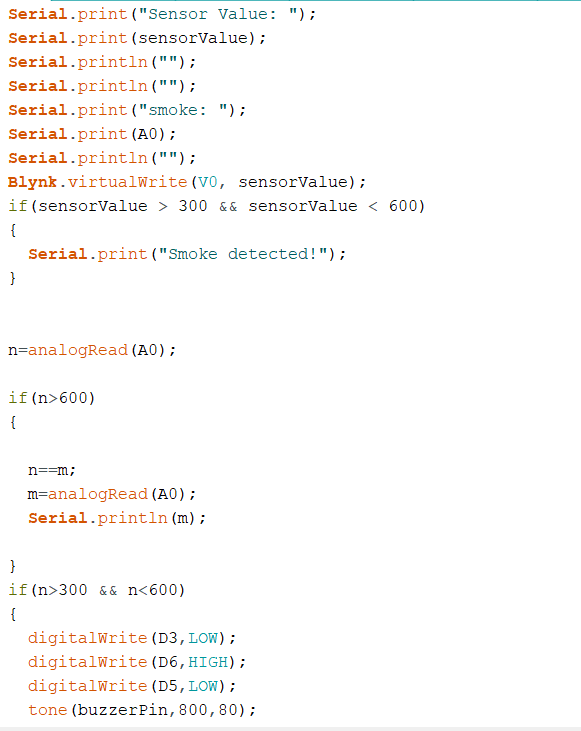 Serial.print("Sensor Value: ");
Serial.print(sensorValue);
Serial.println("");
Serial.println("");
Serial.print("smoke: ");
Serial.print(A0);
Serial.println("");
Blynk.virtualWrite(V0, sensorValue);
if(sensorValue > 300 && sensorValue < 600)
{
  Serial.print("Smoke detected!");
}
n=analogRead(A0);
if(n>600)
{
  n==m;
  m=analogRead(A0);
  Serial.println(m);
}
if(n>300 && n<600)
{
  digitalWrite(D3,LOW);
  digitalWrite(D6,HIGH);
  digitalWrite(D5,LOW);
  tone(buzzerPin,800,80);